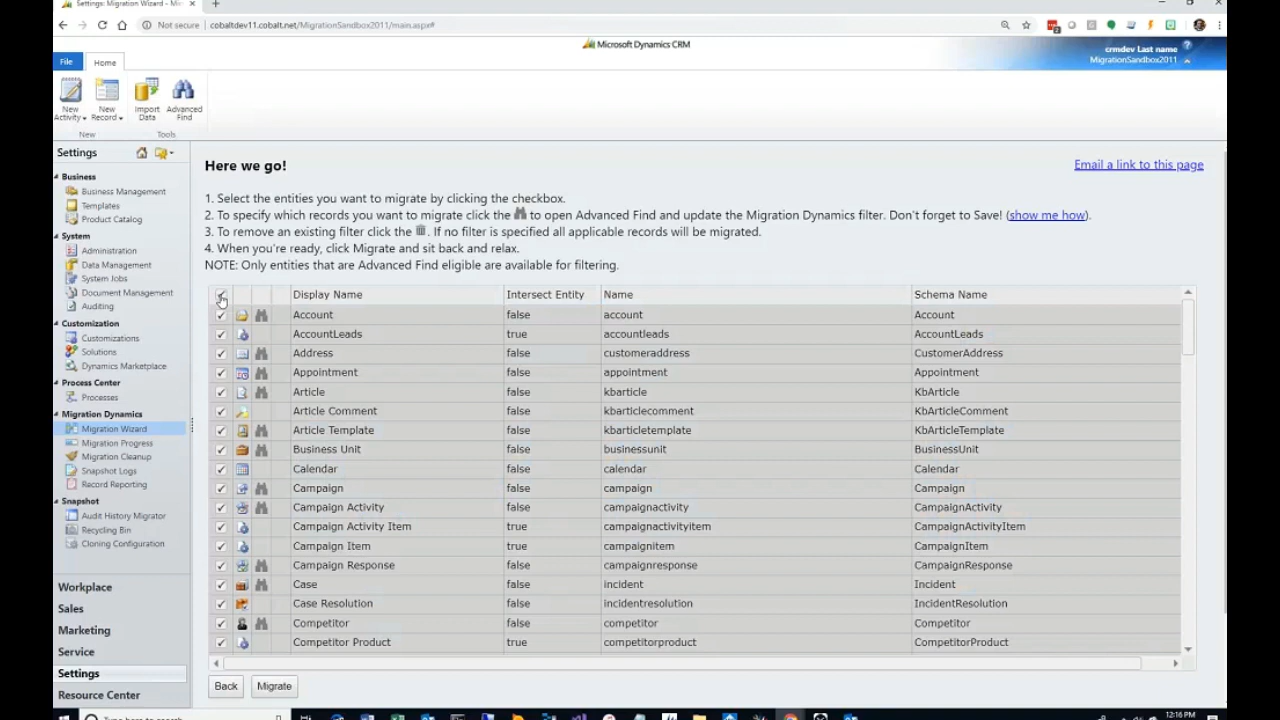 Settings: Migration Wizard - Mi
Not secure | cobaltdev11.cobalt.net/MigrationSandbox2011/main.aspx#
Microsoft Dynamics CRM
crmdev Last name
MigrationSandbox2011
File Home
New Activity New Record Import Data Advanced Find
New Tools
Settings
Business
Business Management
Templates
Product Catalog
System
Administration
Data Management
System Jobs
Document Management
Auditing
Customization
Customizations
Solutions
Dynamics Marketplace
Process Center
Processes
Migration Dynamics
Migration Wizard
Migration Progress
Migration Cleanup
Snapshot Logs
Record Reporting
Snapshot
Audit History Migrator
Recycling Bin
Cloning Configuration
Workplace
Sales
Marketing
Service
Settings
Resource Center
Here we go!
Email a link to this page
1. Select the entities you want to migrate by clicking the checkbox.
2. To specify which records you want to migrate click the to open Advanced Find and update the Migration Dynamics filter. Don't forget to Save! (show me how).
3. To remove an existing filter click the . If no filter is specified all applicable records will be migrated.
4. When you're ready, click Migrate and sit back and relax.
NOTE: Only entities that are Advanced Find eligible are available for filtering.
Display Name Intersect Entity Name Schema Name
Account false account Account
AccountLeads true accountleads AccountLeads
Address false customeraddress CustomerAddress
Appointment false appointment Appointment
Article false kbarticle KbArticle
Article Comment false kbarticlecomment KbArticleComment
Article Template false kbarticletemplate KbArticleTemplate
Business Unit false businessunit BusinessUnit
Calendar false calendar Calendar
Campaign false campaign Campaign
Campaign Activity false campaignactivity CampaignActivity
Campaign Activity Item true campaignactivityitem CampaignActivityItem
Campaign Item true campaignitem CampaignItem
Campaign Response false campaignresponse CampaignResponse
Case false incident Incident
Case Resolution false incidentresolution IncidentResolution
Competitor false competitor Competitor
Competitor Product true competitorproduct CompetitorProduct
Back Migrate
Type here to search
12:16 PM